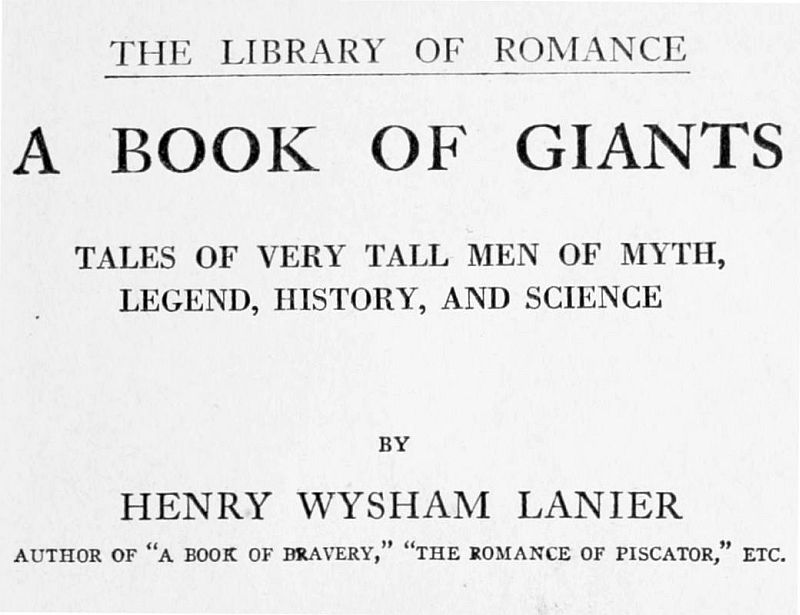 THE LIBRARY OF ROMANCE
A BOOK OF GIANTS
TALES OF VERY TALL MEN OF MYTH,
LEGEND, HISTORY, AND SCIENCE
BY
HENRY WYSHAM LANIER
AUTHOR OF “A BOOK OF BRAVERY,” “THE ROMANCE OF PISCATOR,” ETC.